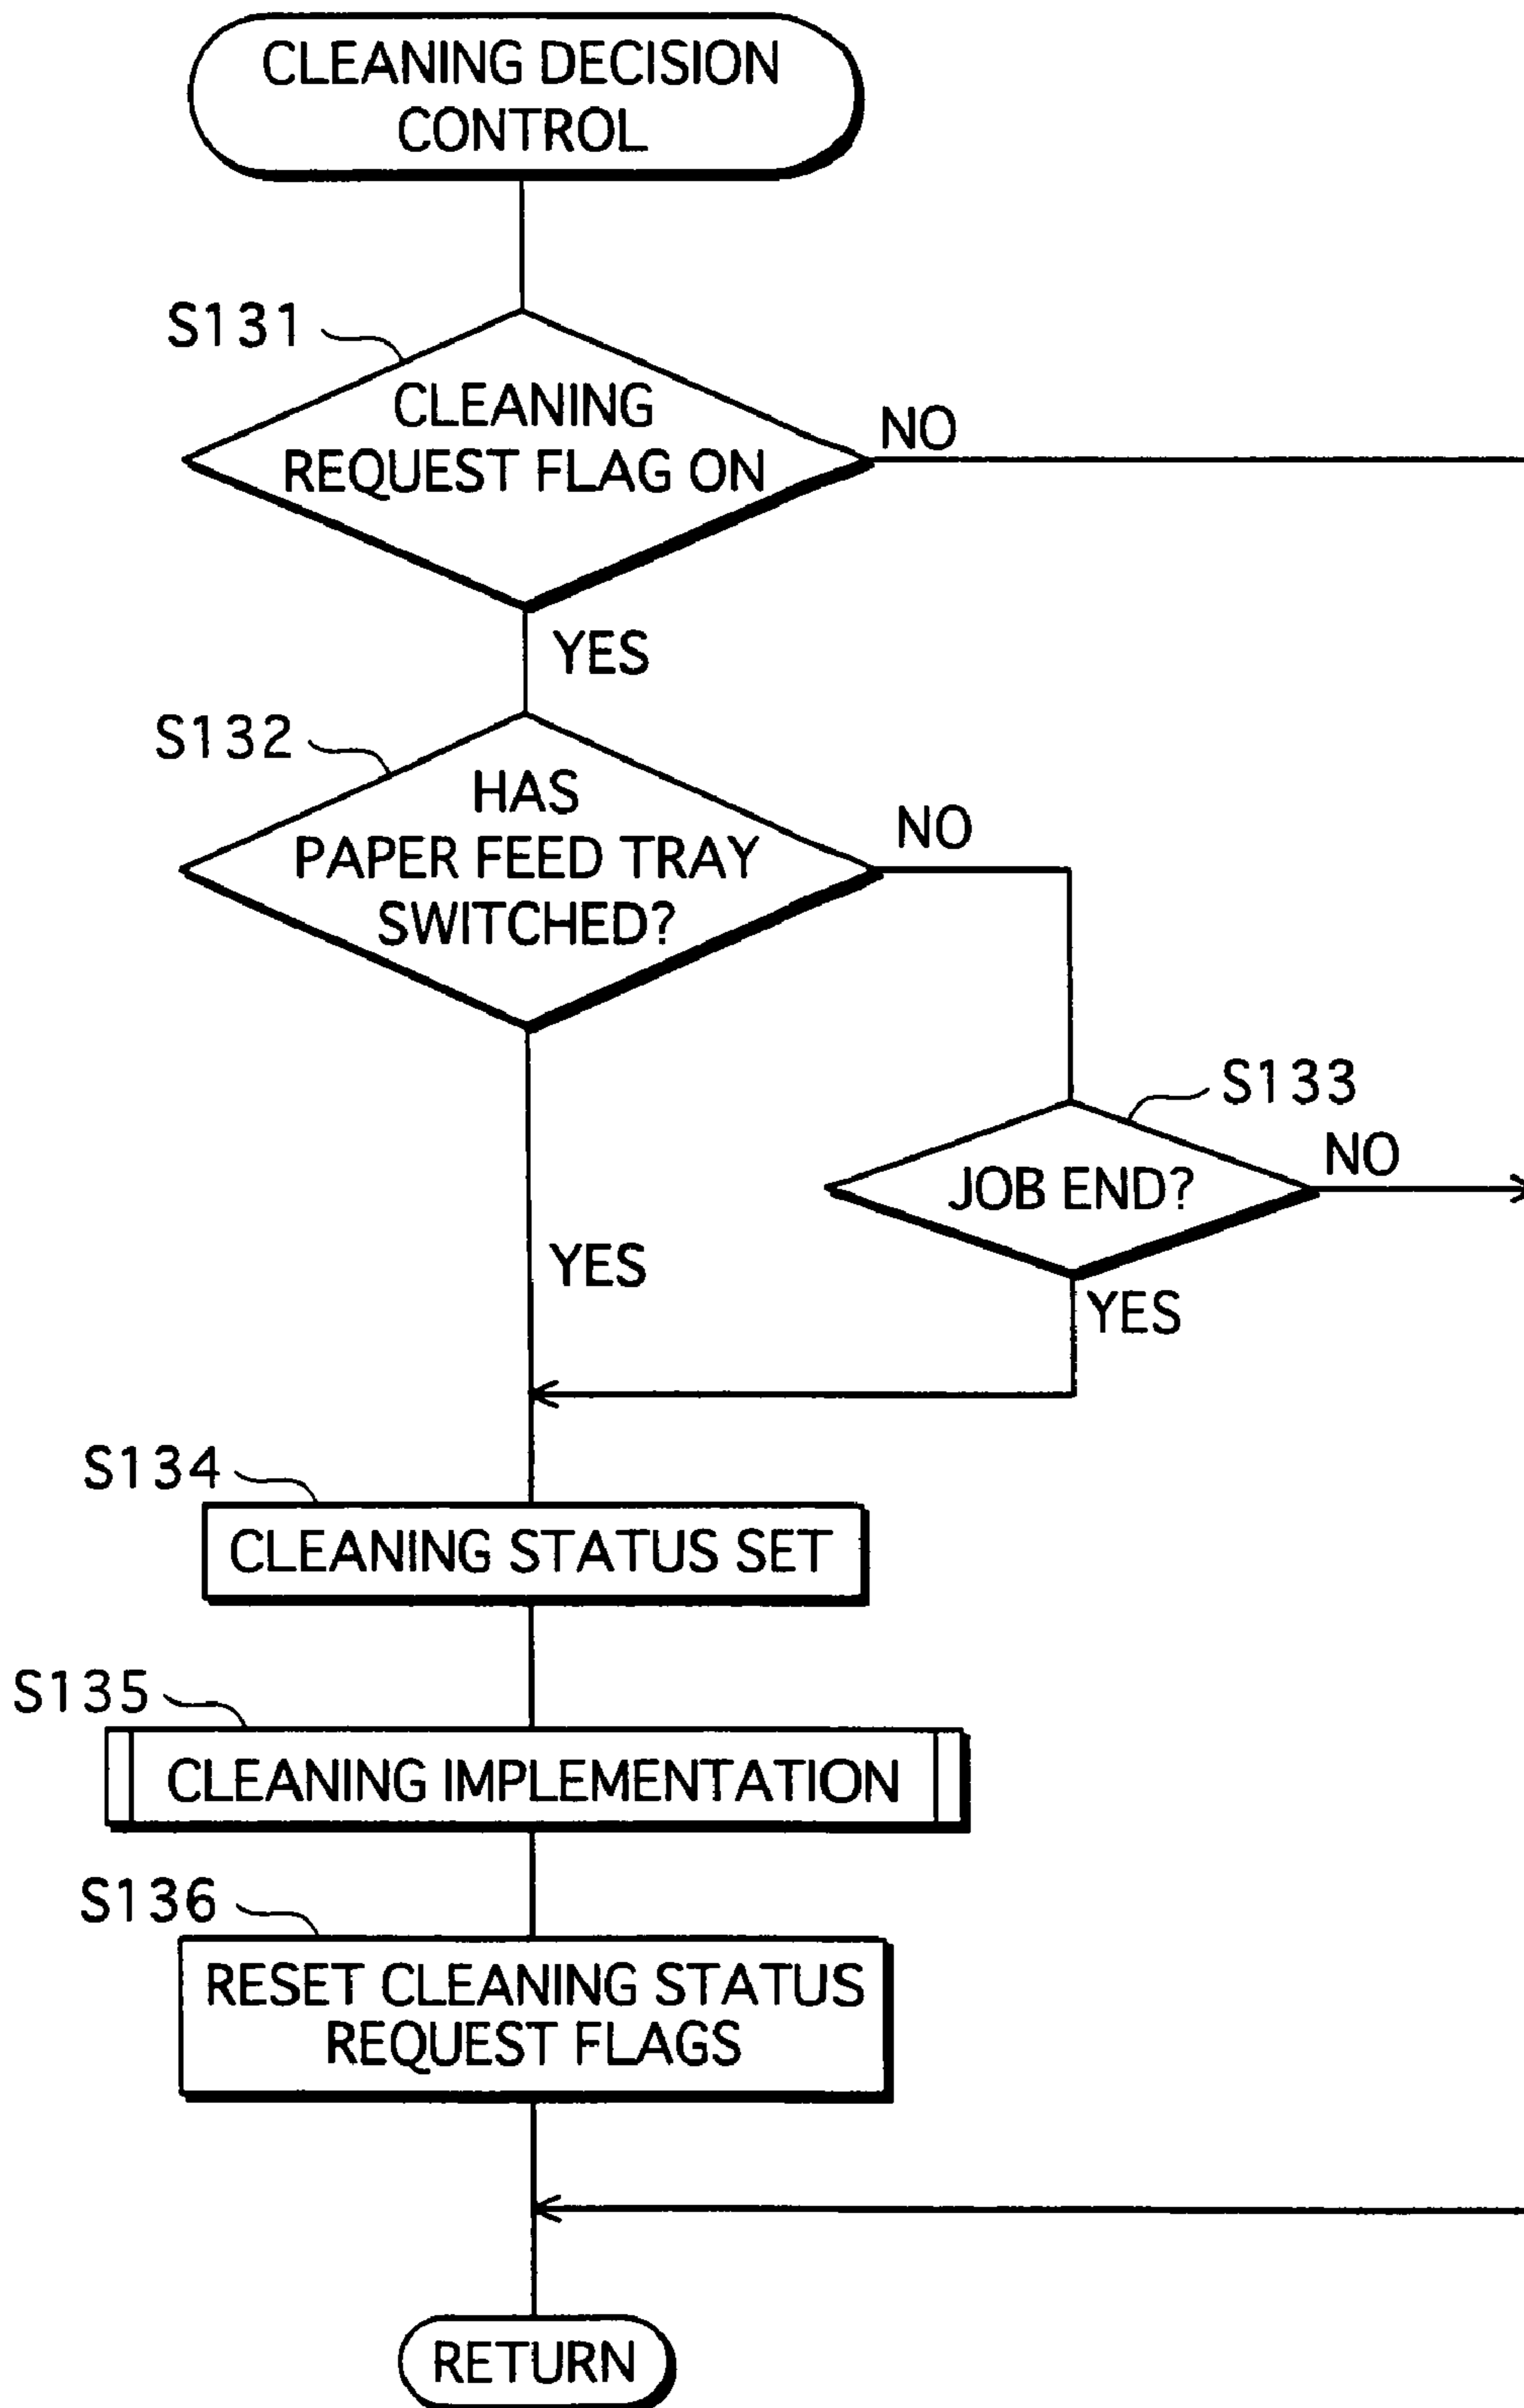 CLEANING DECISION
CONTROL
S131
CLEANING
REQUEST FLAG ON
NO
YES
S132
HAS
PAPER FEED TRAY
SWITCHED?
NO
S133
JOB END?
NO
YES
YES
S134
CLEANING STATUS SET
S135
CLEANING IMPLEMENTATION
S136
RESET CLEANING STATUS
REQUEST FLAGS
RETURN